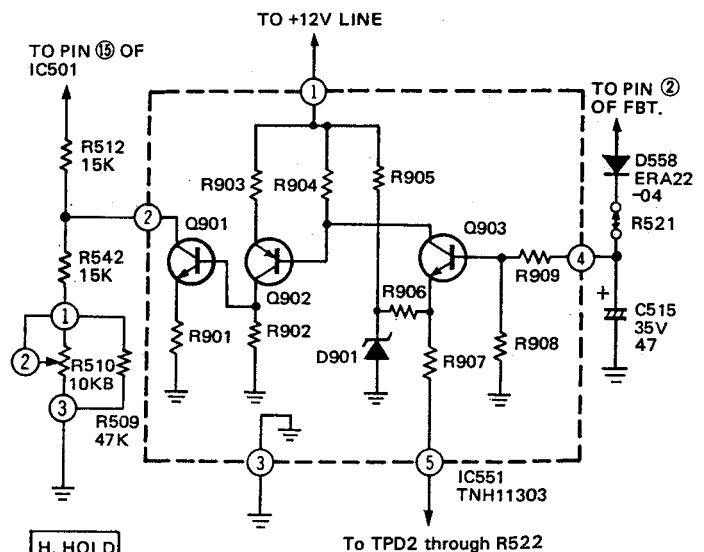 TO +12V LINE
TO PIN ⑮ OF
IC501
TO PIN ②
OF FBT.
1
R512
15K
D558
ERA22
-04
R903
R904
R905
R521
2
Q901
Q903
4
R542
15K
R909
Q902
R906
+
C515
35V
47
1
R901
R902
D901
R907
R908
2
R510
10KB
3
R509
47K
3
5
IC551
TNH11303
H. HOLD
To TPD2 through R522